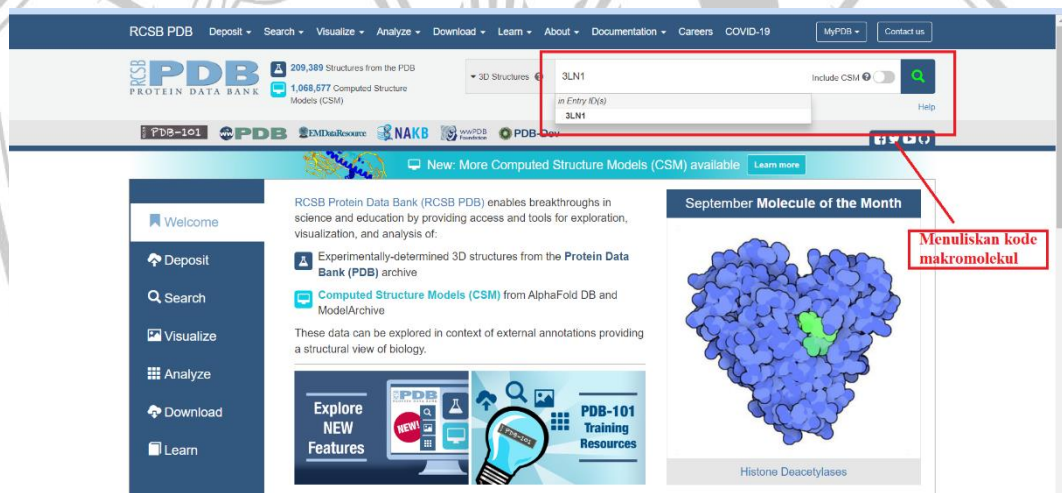 RCSB PDB Deposit Search Visualize Analyze Download Learn About Documentation Careers COVID-19 MyPDB Contact us
RCSB PDB
PROTEIN DATA BANK
209,389 Structures from the PDB
1,068,577 Computed Structure
Models (CSM)
3D Structures
3LN1
Include CSM
in Entry ID(s)
3LN1
Help
PDB-101 PDB EMDataResource NAKB wwPDB Foundation PDB-Dev
New: More Computed Structure Models (CSM) available Learn more
Welcome
Deposit
Search
Visualize
Analyze
Download
Learn
RCSB Protein Data Bank (RCSB PDB) enables breakthroughs in
science and education by providing access and tools for exploration,
visualization, and analysis of:
Experimentally-determined 3D structures from the Protein Data
Bank (PDB) archive
Computed Structure Models (CSM) from AlphaFold DB and
ModelArchive
These data can be explored in context of external annotations providing
a structural view of biology.
Explore
NEW
Features
PDB
NEW!
PDB-101
PDB-101
Training
Resources
September Molecule of the Month
Histone Deacetylases
Menuliskan kode
makromolekul